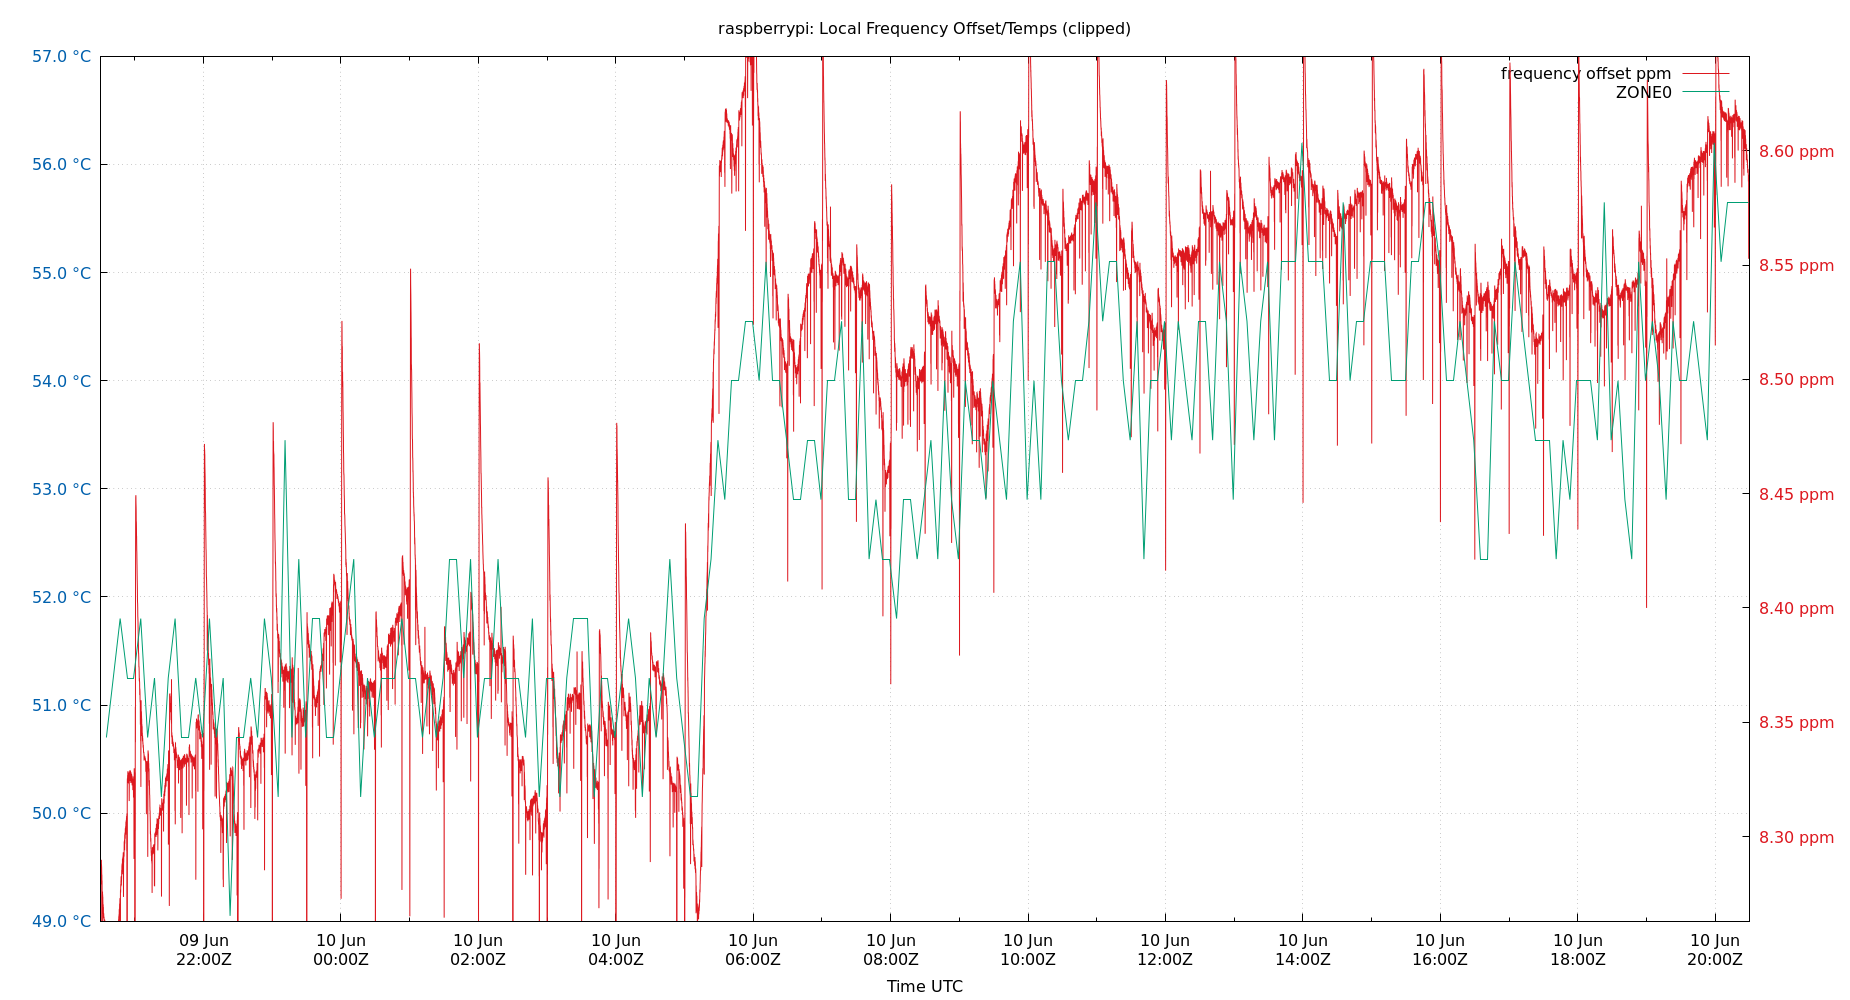 raspberrypi: Local Frequency Offset/Temps (clipped)
57.0 °C
56.0 °C
55.0 °C
54.0 °C
53.0 °C
52.0 °C
51.0 °C
50.0 °C
49.0 °C
frequency offset ppm
ZONE0
8.60 ppm
8.55 ppm
8.50 ppm
8.45 ppm
8.40 ppm
8.35 ppm
8.30 ppm
09 Jun 10 Jun 10 Jun 10 Jun 10 Jun 10 Jun 10 Jun 10 Jun 10 Jun 10 Jun 10 Jun 10 Jun
22:00Z 00:00Z 02:00Z 04:00Z 06:00Z 08:00Z 10:00Z 12:00Z 14:00Z 16:00Z 18:00Z 20:00Z
Time UTC